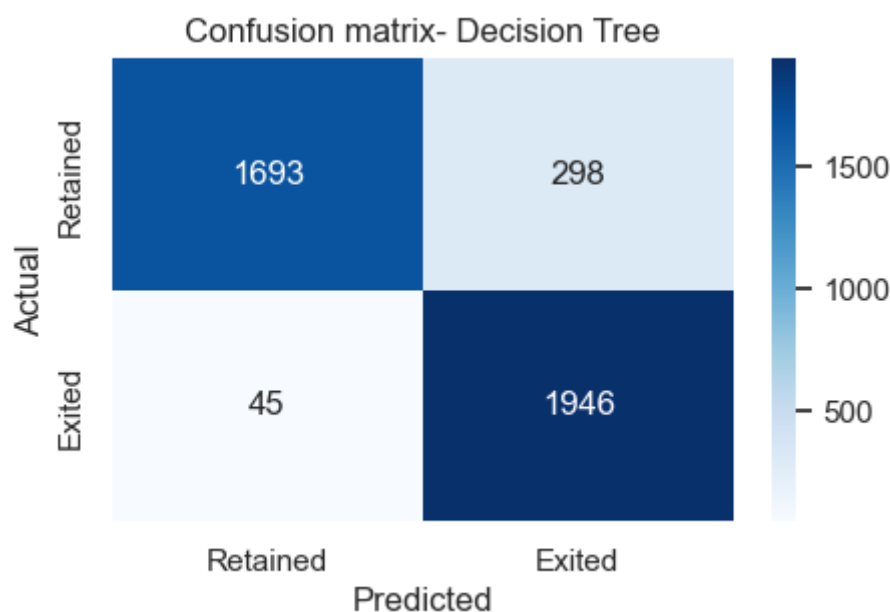 Confusion matrix- Decision Tree
Actual
Retained
1693
298
Exited
45
1946
Retained
Exited
Predicted
1500
1000
500